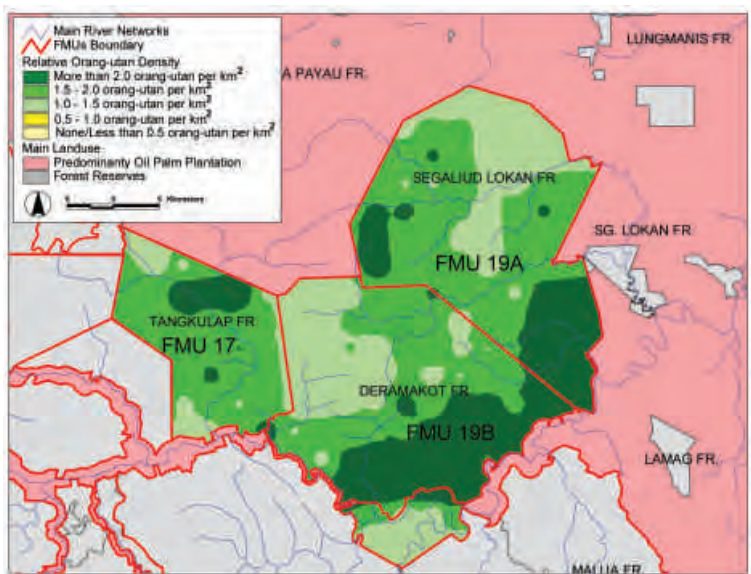 Main River Networks
FMUs Boundary
Relative Orang-utan Density
More than 2.0 orang-utan per km²
1.5 - 2.0 orang-utan per km²
1.0 - 1.5 orang-utan per km²
0.5 - 1.0 orang-utan per km²
None/Less than 0.5 orang-utan per km²
Main Landuse
Predominanty Oil Palm Plantation
Forest Reserves
Kilometers
A PAYAU FR.
LUNGMANIS FR
SEGALIUD LOKAN FR.
SG. LOKAN FR
FMU 19A
TANGKULAP FR.
FMU 17
DERAMAKOT FR.
FMU 19B
LAMAG FR.
MALUA FR.